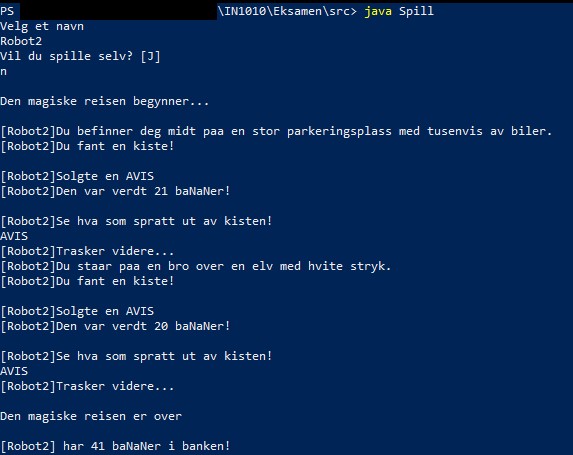 PS \IN1010\Eksamen\src> java Spill
Velg et navn
Robot2
Vil du spille selv? [J]
n
Den magiske reisen begynner...
[Robot2]Du befinner deg midt paa en stor parkeringsplass med tusenvis av biler.
[Robot2]Du fant en kiste!
[Robot2]Solgte en AVIS
[Robot2]Den var verdt 21 baNaNer!
[Robot2]Se hva som spratt ut av kisten!
AVIS
[Robot2]Trasker videre...
[Robot2]Du staar paa en bro over en elv med hvite stryk.
[Robot2]Du fant en kiste!
[Robot2]Solgte en AVIS
[Robot2]Den var verdt 20 baNaNer!
[Robot2]Se hva som spratt ut av kisten!
AVIS
[Robot2]Trasker videre...
Den magiske reisen er over
[Robot2] har 41 baNaNer i banken!